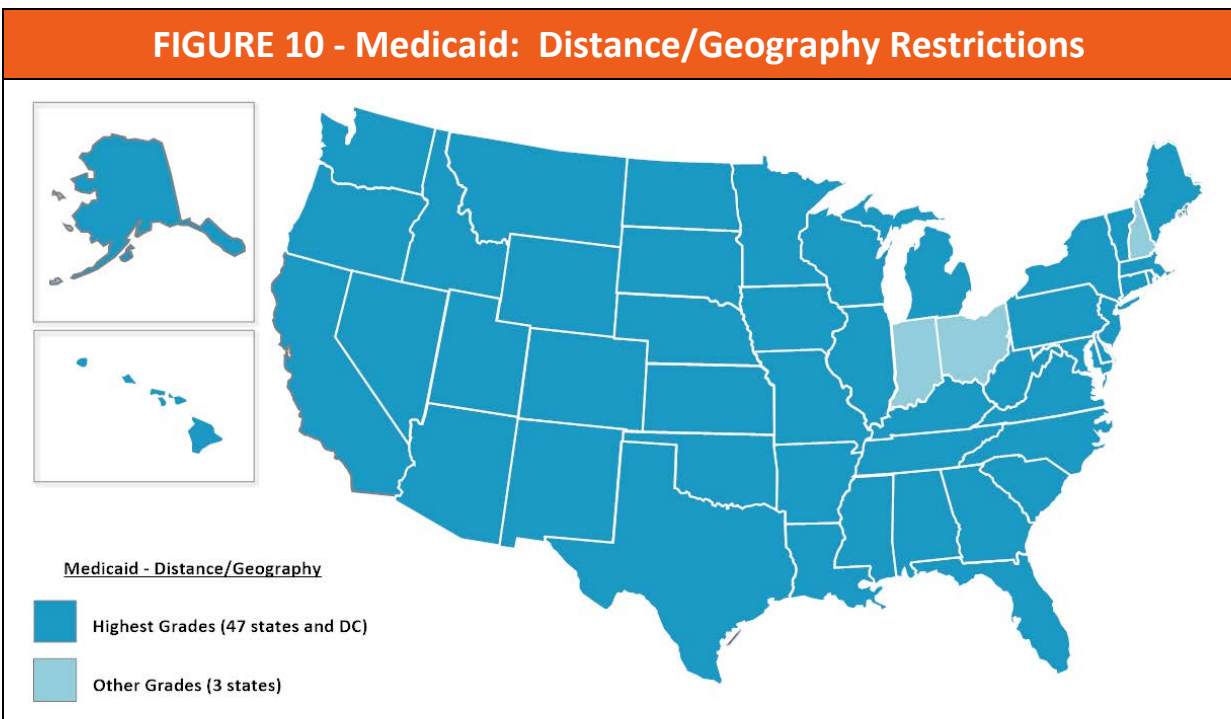 FIGURE 10 - Medicaid: Distance/Geography Restrictions
Medicaid - Distance/Geography
Highest Grades (47 states and DC)
Other Grades (3 states)